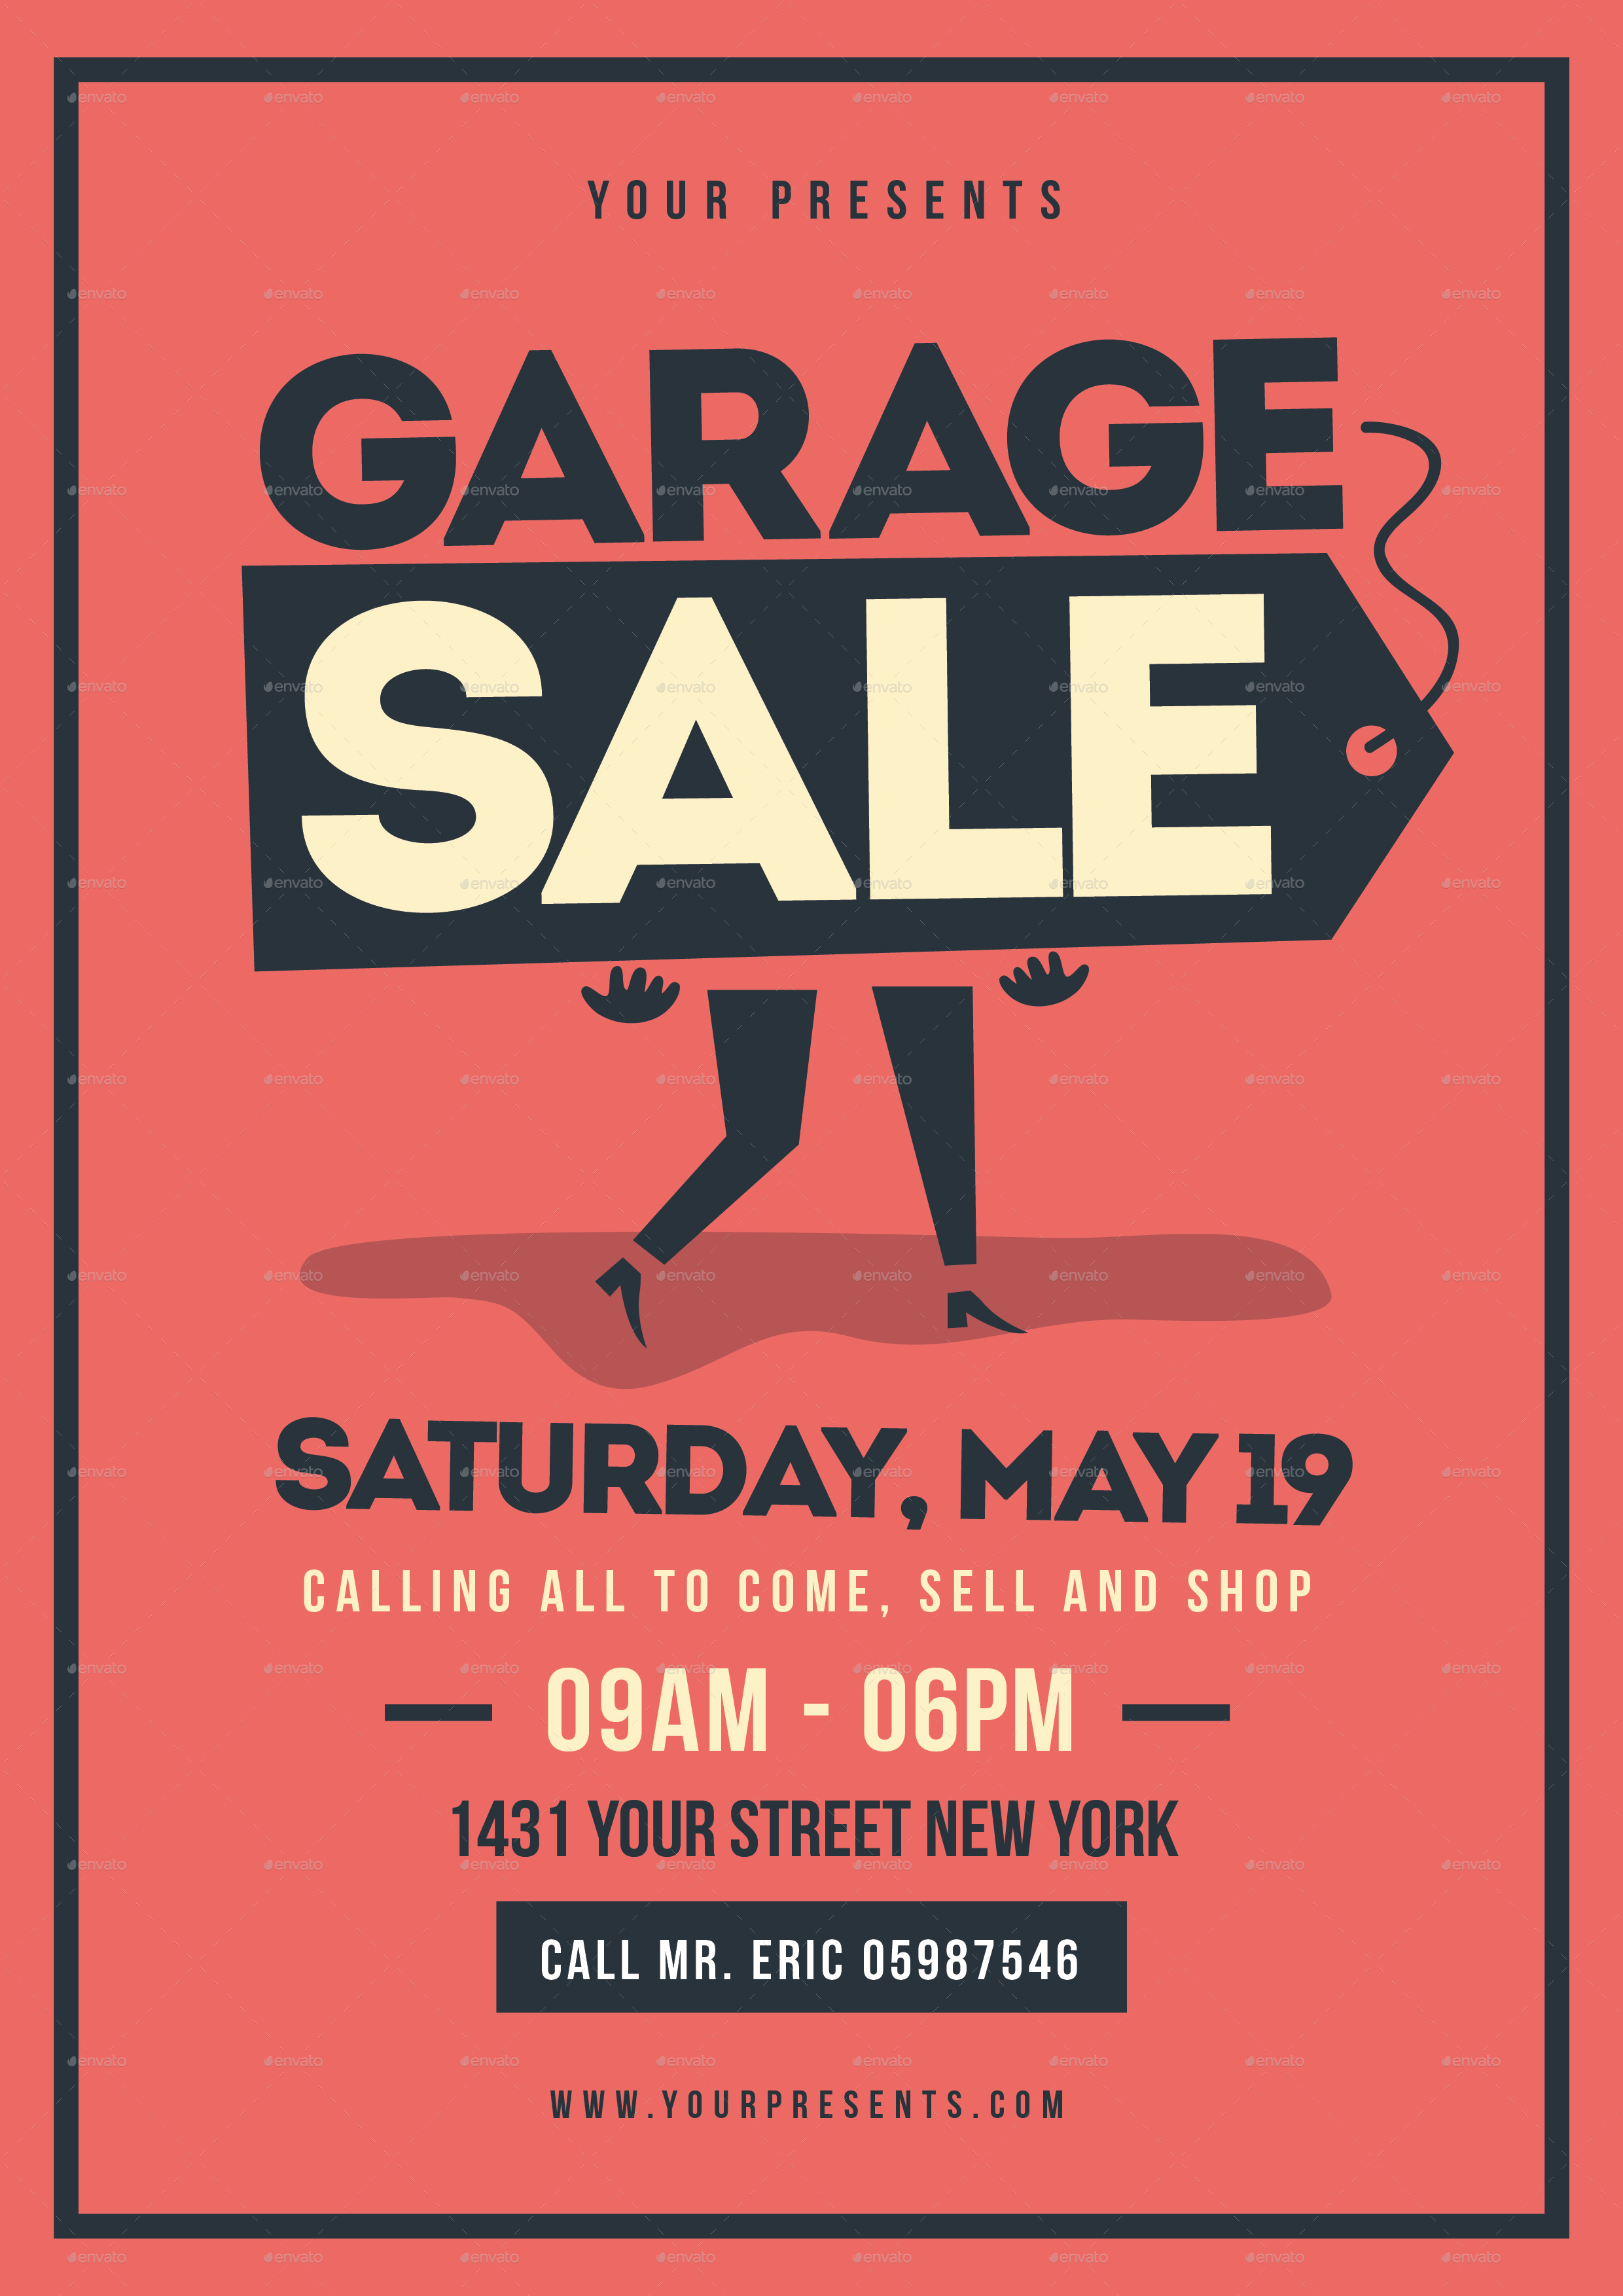 YOUR PRESENTS
GARAGE
SALE
SATURDAY, MAY 19
CALLING ALL TO COME, SELL AND SHOP
09AM - 06PM
1431 YOUR STREET NEW YORK
CALL MR. ERIC 05987546
WWW.YOURPRESENTS.COM
envato